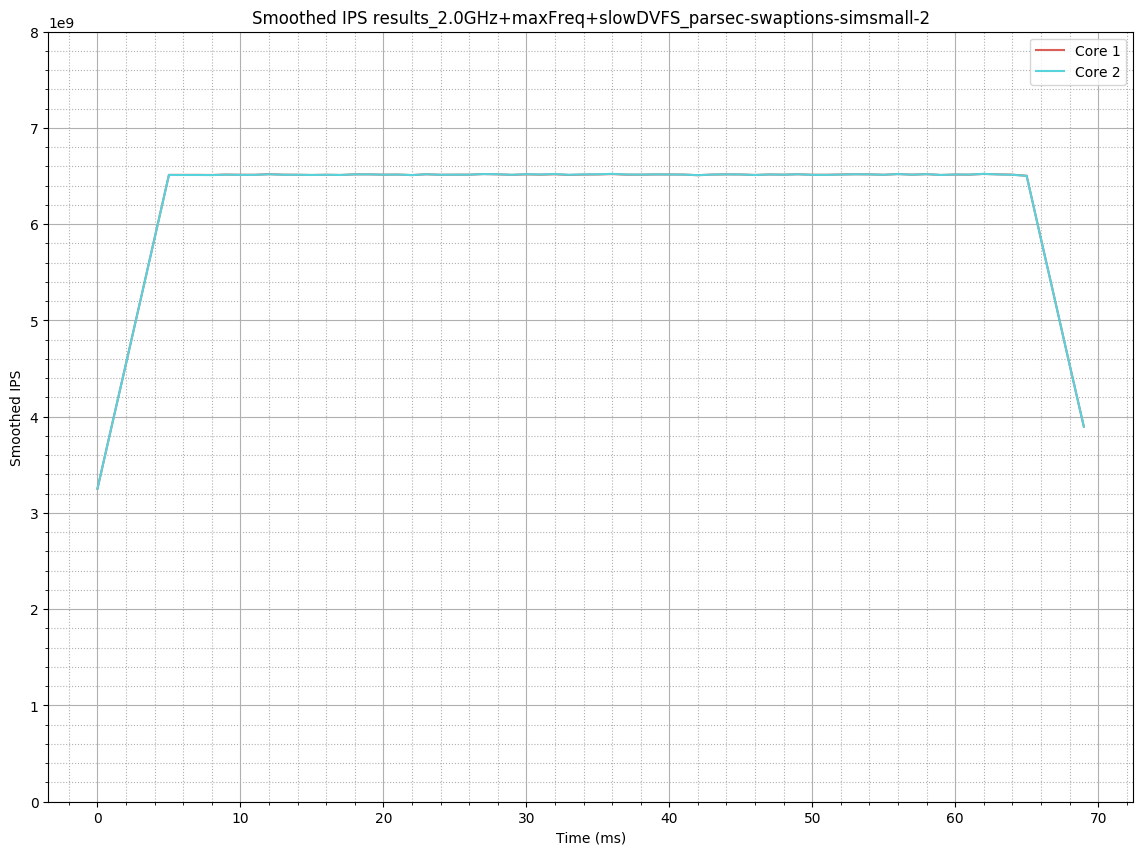 Smoothed IPS results_2.0GHz+maxFreq+slowDVFS_parsec-swaptions-simsmall-2
1e9
Core 1
Core 2
8
7
6
5
4
3
2
1
0
Smoothed IPS
0 10 20 30 40 50 60 70
Time (ms)